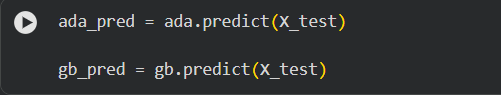 ada_pred = ada.predict(X_test)
gb_pred = gb.predict(X_test)